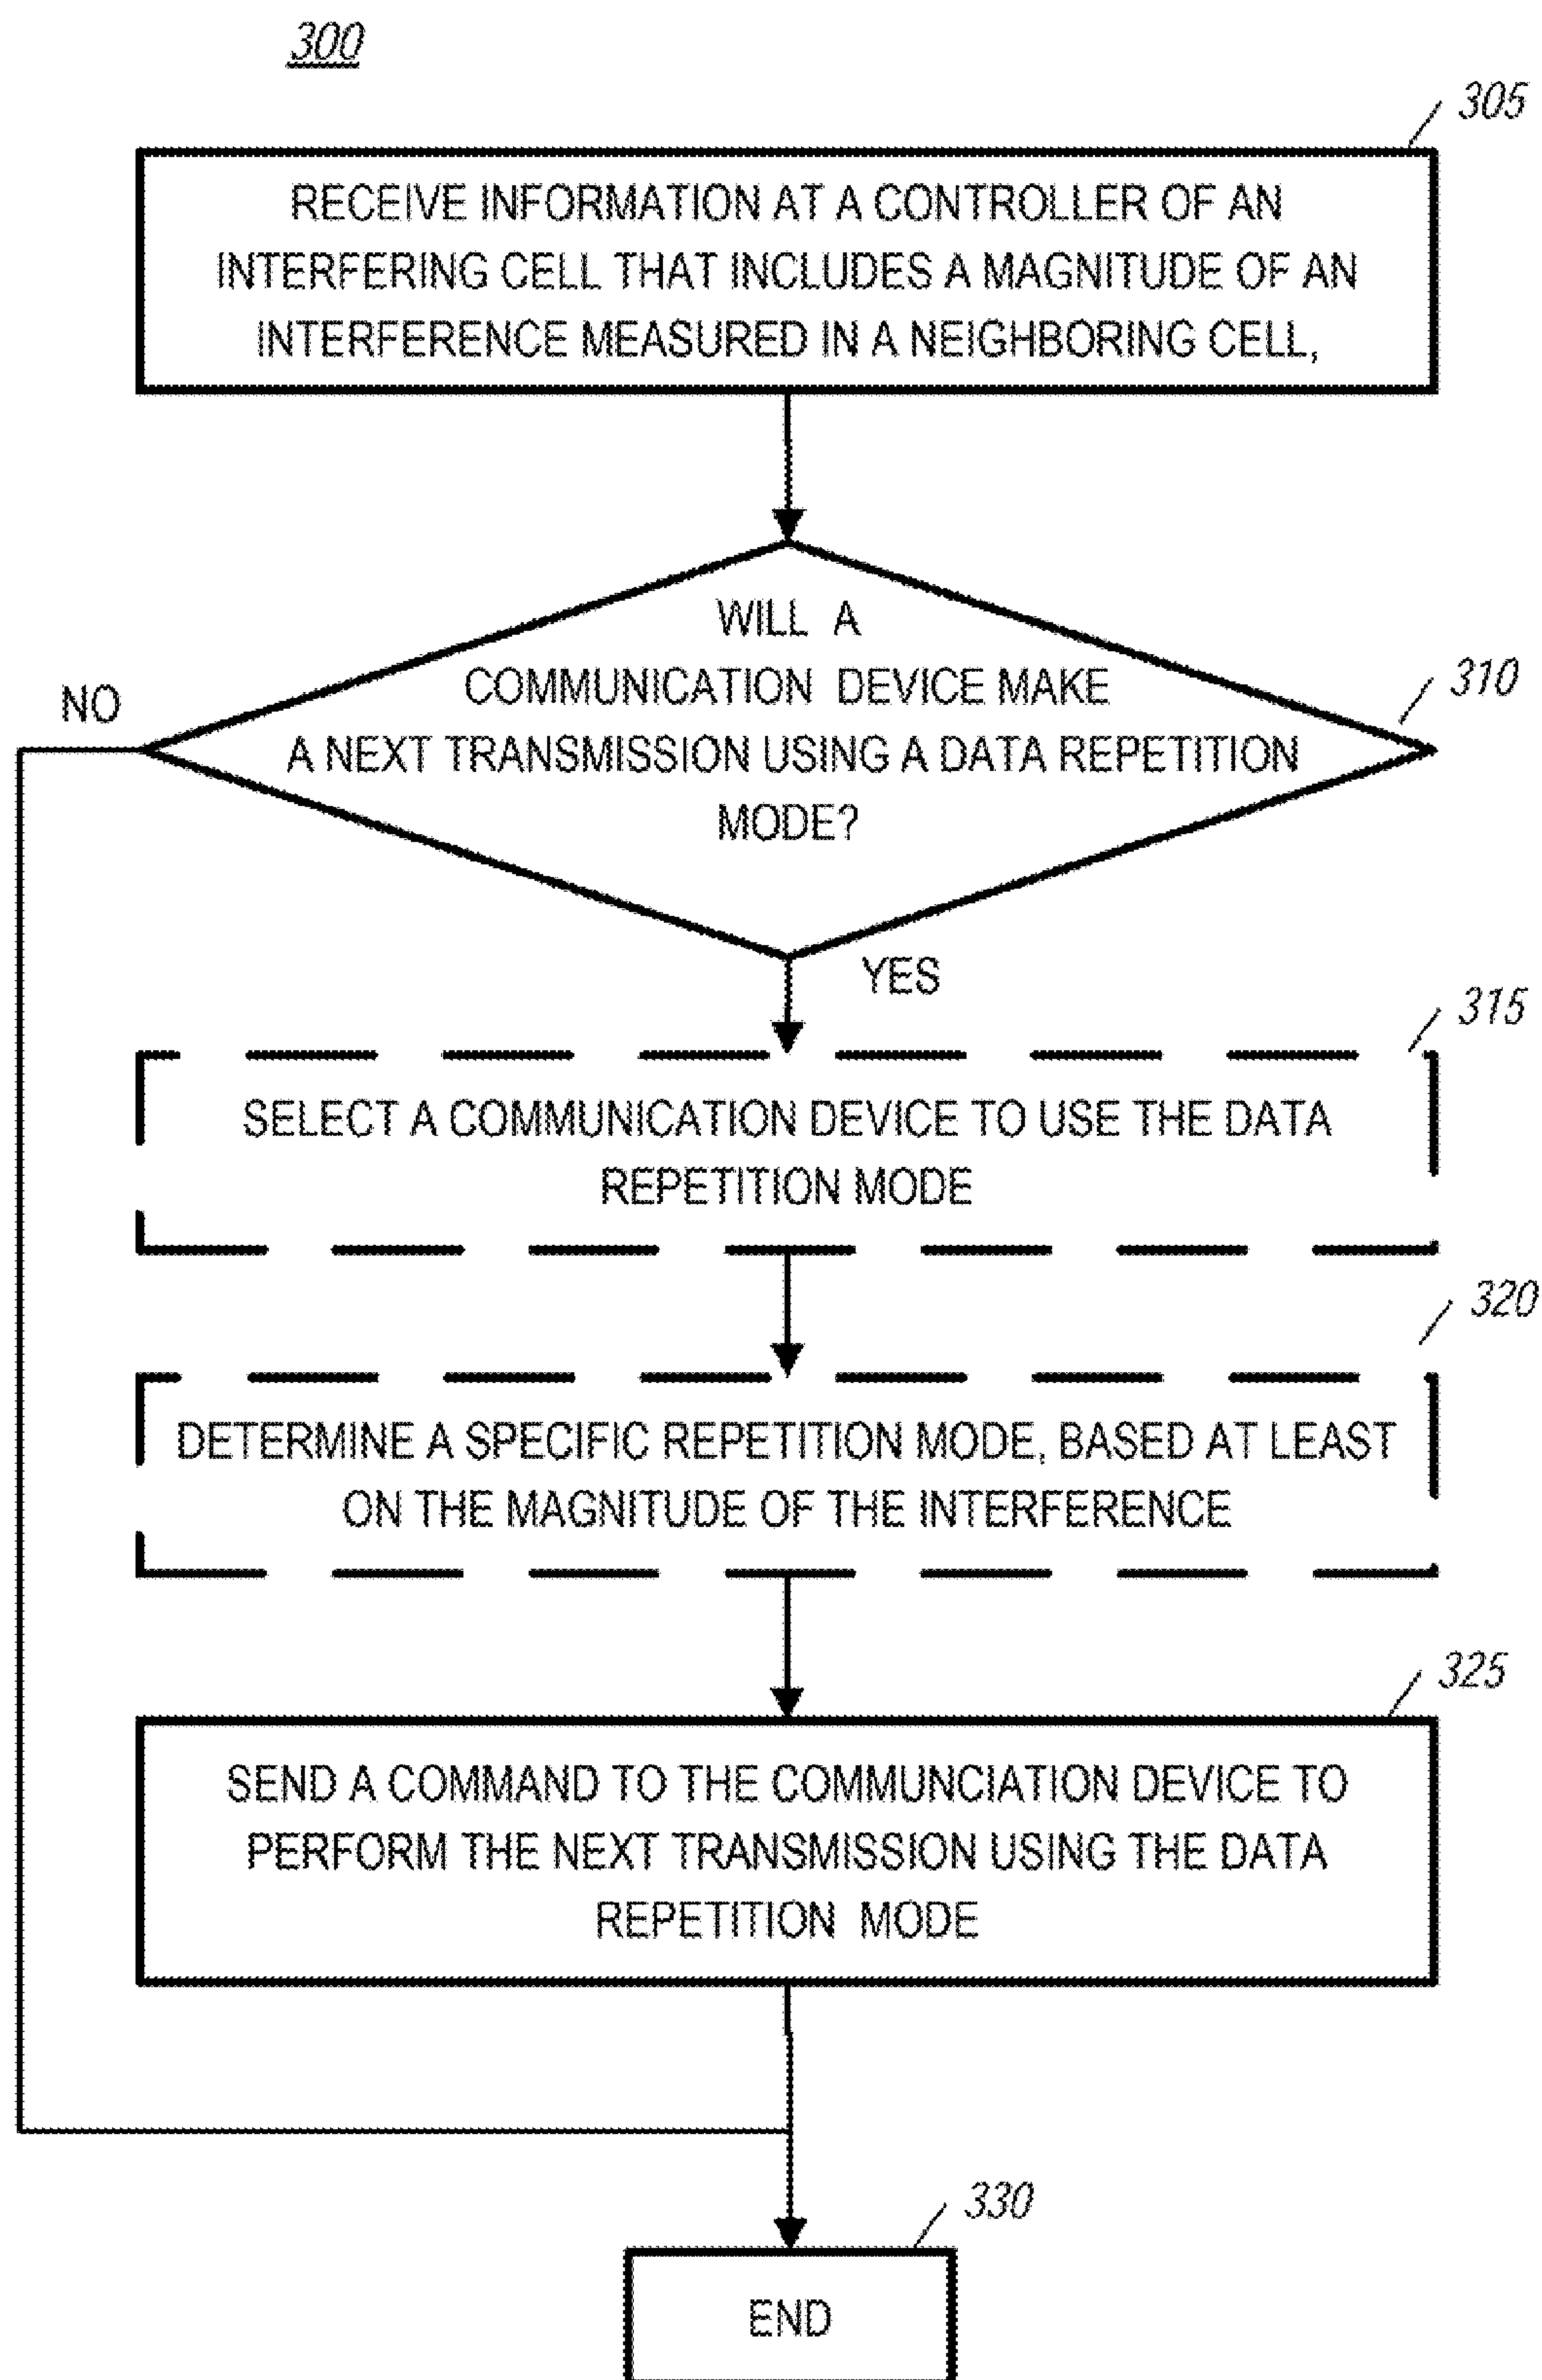 300
305
RECEIVE INFORMATION AT A CONTROLLER OF AN
INTERFERING CELL THAT INCLUDES A MAGNITUDE OF AN
INTERFERENCE MEASURED IN A NEIGHBORING CELL,
310
NO
WILL A
COMMUNICATION DEVICE MAKE
A NEXT TRANSMISSION USING A DATA REPETITION
MODE?
YES
315
SELECT A COMMUNICATION DEVICE TO USE THE DATA
REPETITION MODE
320
DETERMINE A SPECIFIC REPETITION MODE, BASED AT LEAST
ON THE MAGNITUDE OF THE INTERFERENCE
325
SEND A COMMAND TO THE COMMUNCIATION DEVICE TO
PERFORM THE NEXT TRANSMISSION USING THE DATA
REPETITION MODE
330
END